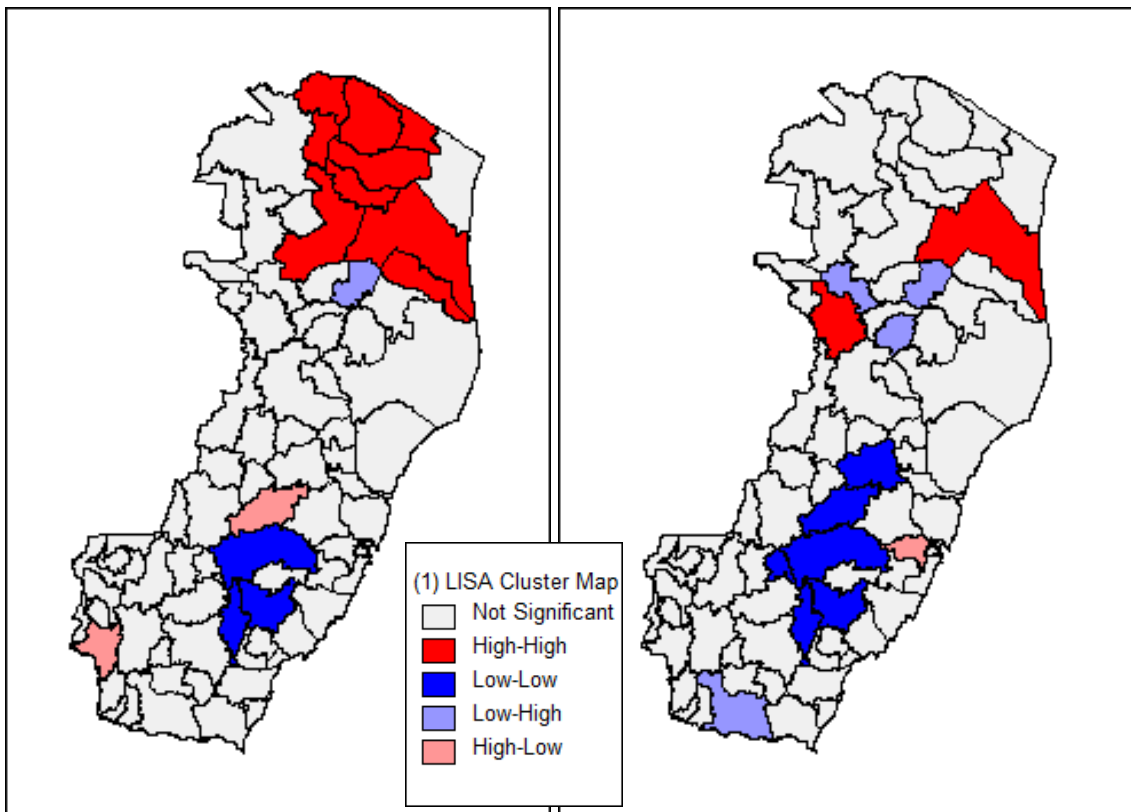 (1) LISA Cluster Map
Not Significant
High-High
Low-Low
Low-High
High-Low